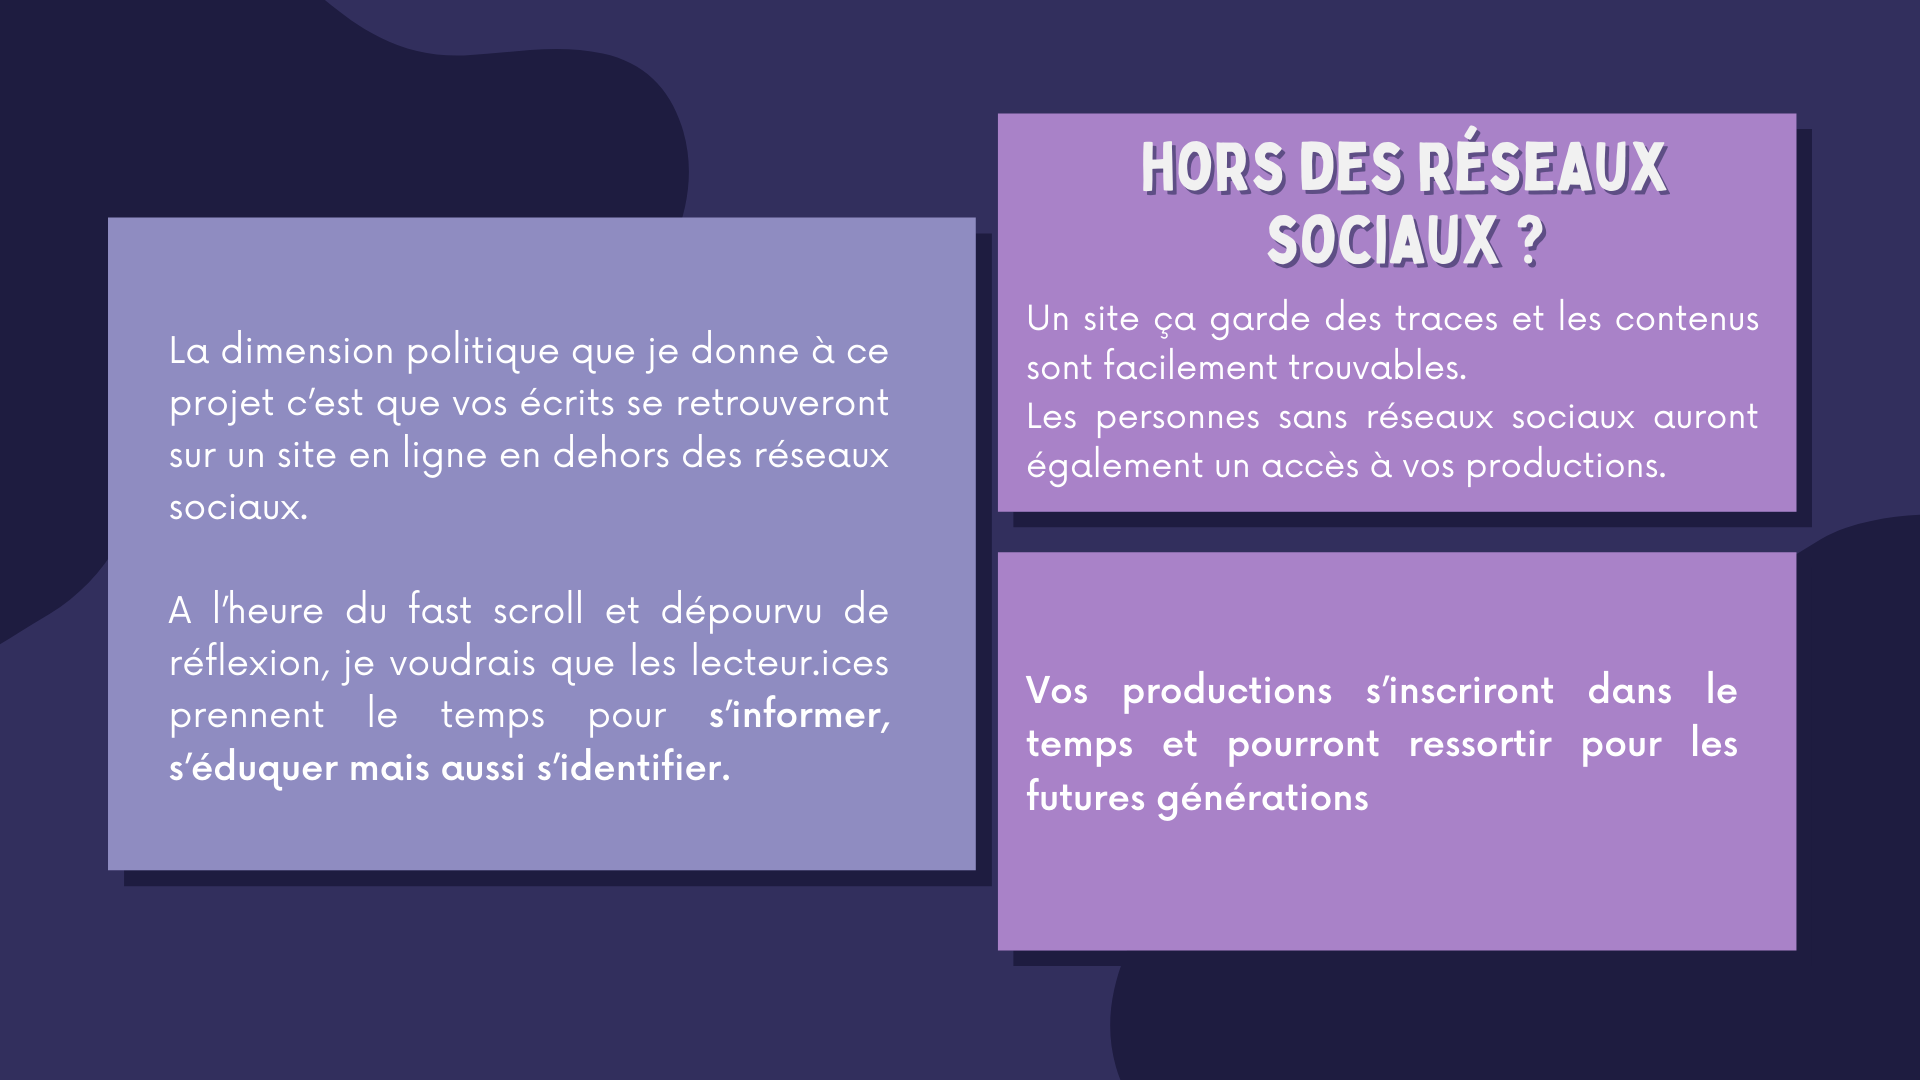 La dimension politique que je donne à ce
projet c’est que vos écrits se retrouveront
sur un site en ligne en dehors des réseaux
sociaux.
A l’heure du fast scroll et dépourvu de
réflexion, je voudrais que les lecteur.ices
prennent le temps pour s’informer,
s’éduquer mais aussi s’identifier.
HORS DES RÉSEAUX
SOCIAUX ?
Un site ça garde des traces et les contenus
sont facilement trouvables.
Les personnes sans réseaux sociaux auront
également un accès à vos productions.
Vos productions s’inscriront dans le
temps et pourront ressortir pour les
futures générations